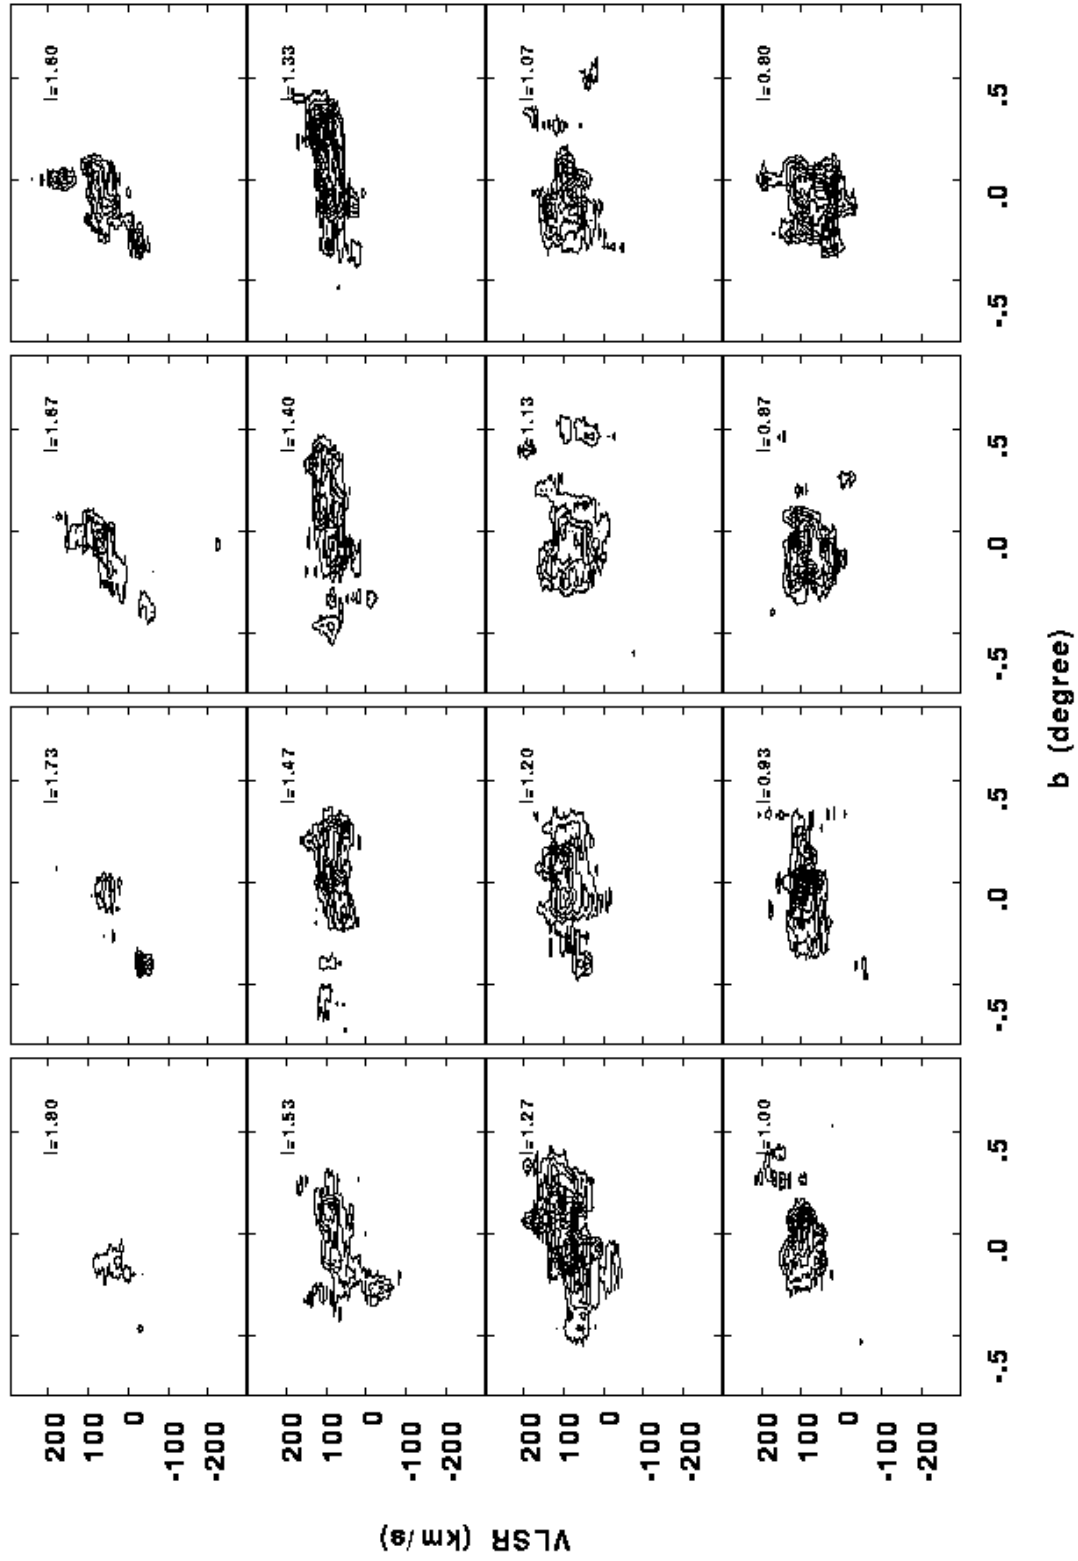 l=1.80
l=1.73
l=1.67
l=1.60
200
100
0
-100
-200
l=1.53
l=1.47
l=1.40
l=1.33
200
100
0
-100
-200
l=1.27
l=1.20
l=1.13
l=1.07
200
100
0
-100
-200
l=1.00
l=0.93
l=0.87
l=0.80
200
100
0
-100
-200
-.5 .0 .5 -.5 .0 .5 -.5 .0 .5 -.5 .0 .5
VLSR (km/s)
b (degree)